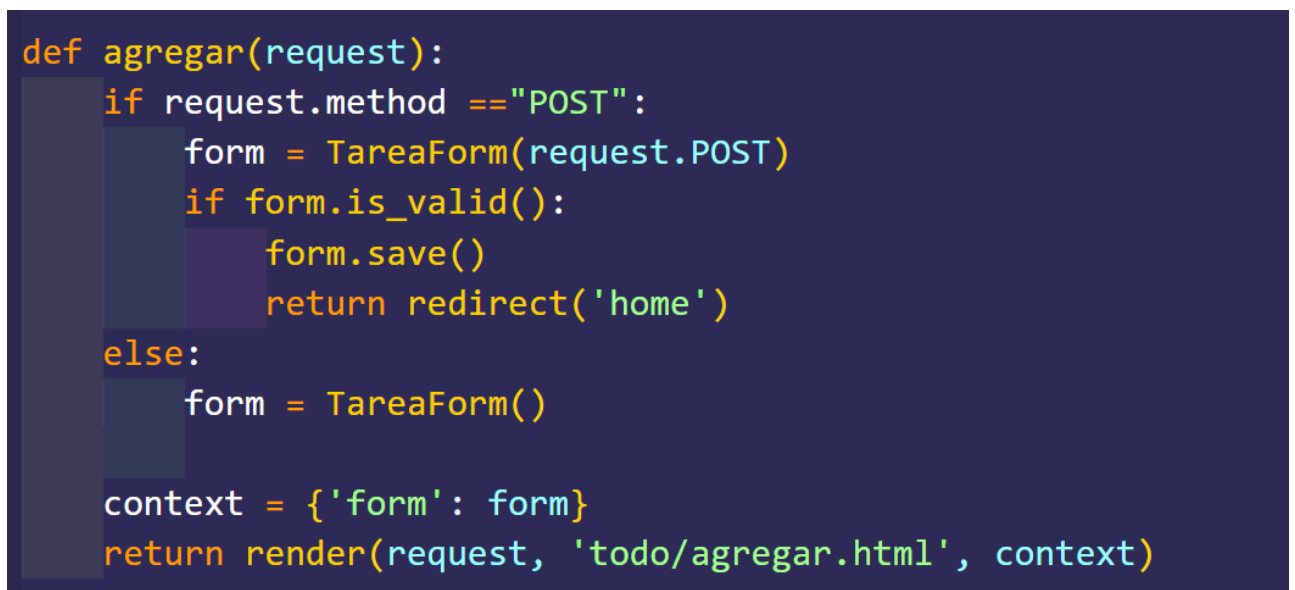 def agregar(request):
    if request.method =="POST":
        form = TareaForm(request.POST)
        if form.is_valid():
            form.save()
            return redirect('home')
    else:
        form = TareaForm()

    context = {'form': form}
    return render(request, 'todo/agregar.html', context)